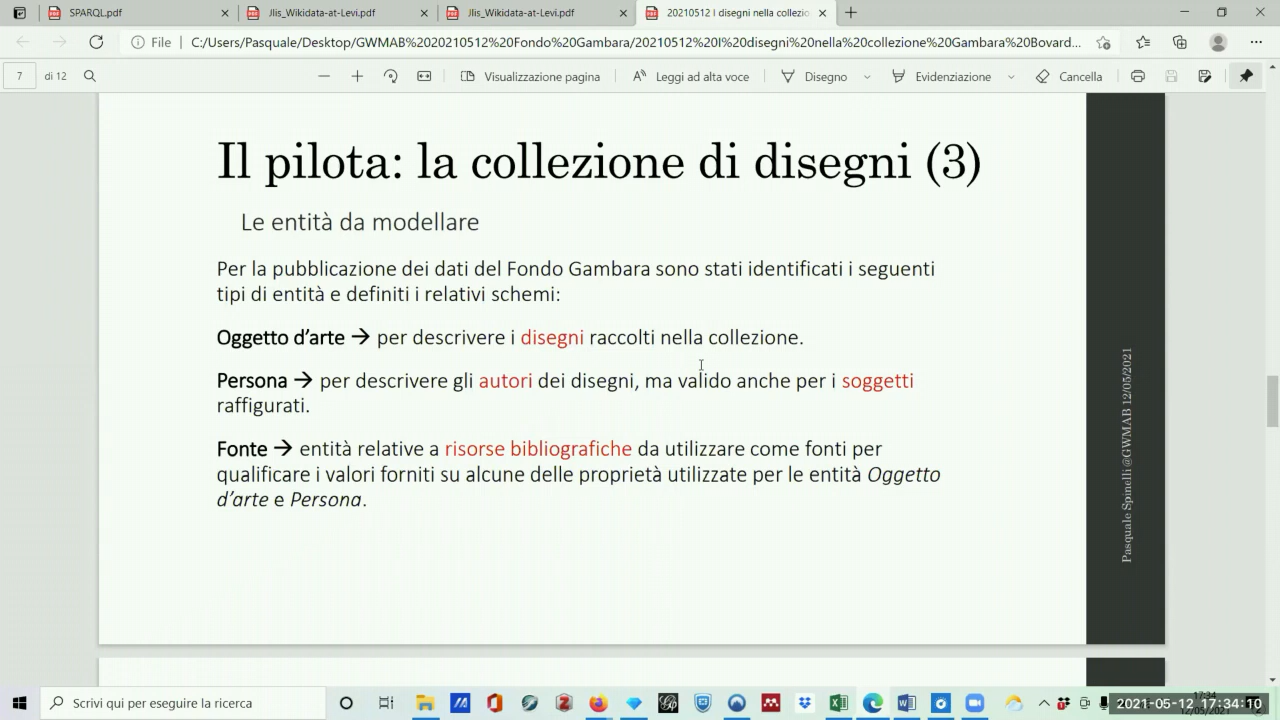 SPARQL.pdf
Jlis_Wikidata-at-Levi.pdf
Jlis_Wikidata-at-Levi.pdf
20210512 I disegni nella collezio
File
C:/Users/Pasquale/Desktop/GWMAB%2020210512%20Fondo%20Gambara/20210512%20I%20disegni%20nella%20collezione%20Gambara%20Bovard...
7 di 12
Visualizzazione pagina
Leggi ad alta voce
Disegno
Evidenziazione
Cancella
Il pilota: la collezione di disegni (3)
Le entità da modellare
Per la pubblicazione dei dati del Fondo Gambara sono stati identificati i seguenti
tipi di entità e definiti i relativi schemi:
Oggetto d’arte → per descrivere i disegni raccolti nella collezione.
Persona → per descrivere gli autori dei disegni, ma valido anche per i soggetti
raffigurati.
Fonte → entità relative a risorse bibliografiche da utilizzare come fonti per
qualificare i valori forniti su alcune delle proprietà utilizzate per le entità Oggetto
d’arte e Persona.
Pasquale Spinelli@GWMAB 12/05/2021
Scrivi qui per eseguire la ricerca
17:34
12/05/2021
2021-05-12 17:34:10